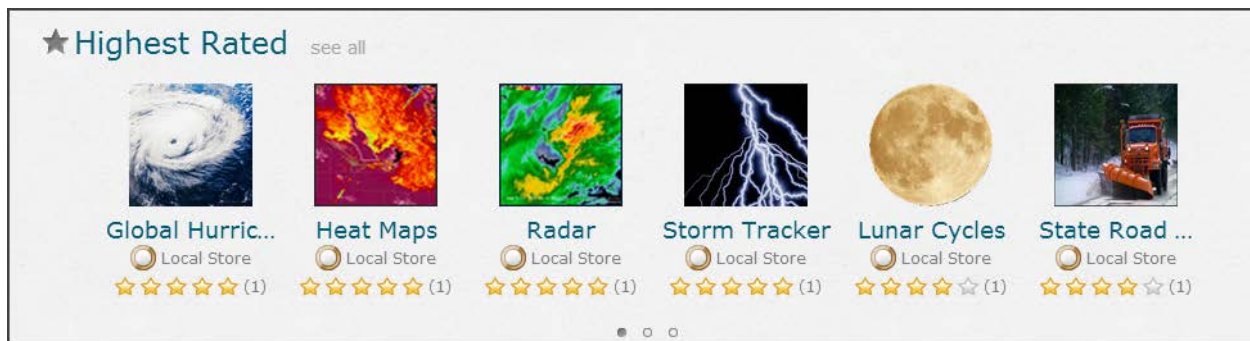 Highest Rated see all
Global Hurric... Heat Maps Radar Storm Tracker Lunar Cycles State Road ...
Local Store Local Store Local Store Local Store Local Store Local Store
(1) (1) (1) (1) (1) (1)